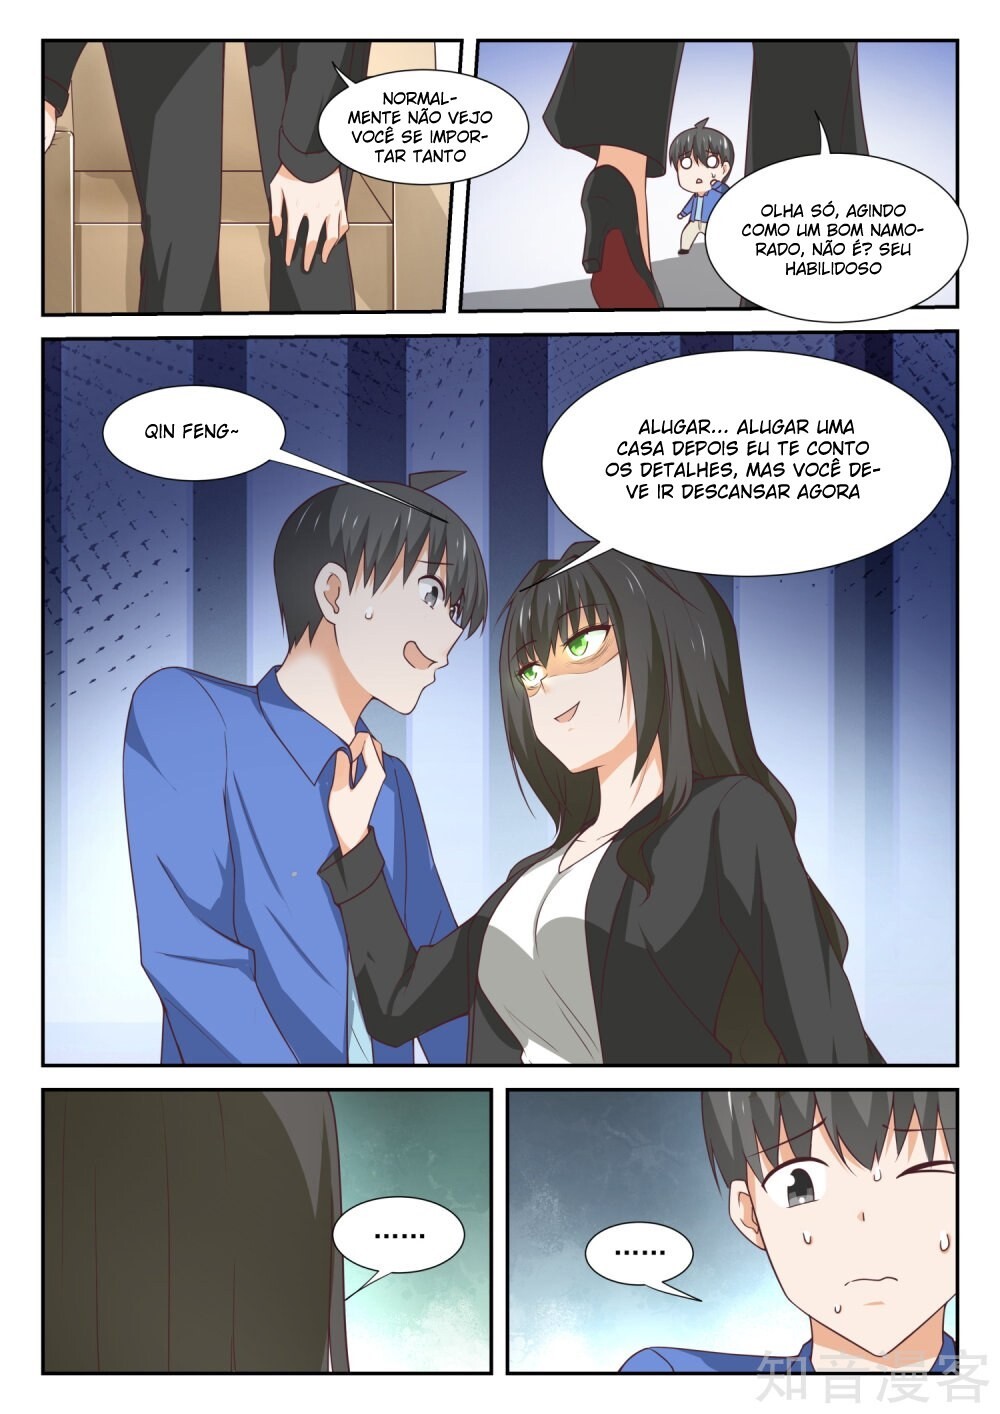 NORMAL-
MENTE NÃO VEJO
VOCÊ SE IMPOR-
TAR TANTO
OLHA SÓ, AGINDO
COMO UM BOM NAMO-
RADO, NÃO É? SEU
HABILIDOSO
QIN FENG~
ALUGAR... ALUGAR UMA
CASA DEPOIS EU TE CONTO
OS DETALHES, MAS VOCÊ DE-
VE IR DESCANSAR AGORA
......
......
知音漫客